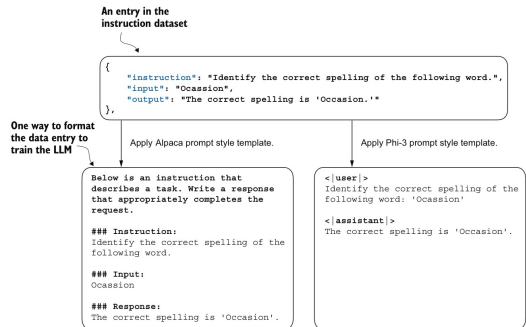 An entry in the
instruction dataset
{
"instruction": "Identify the correct spelling of the following word.",
"input": "Ocassion",
"output": "The correct spelling is 'Occasion.'"
},
One way to format
the data entry to
train the LLM
Apply Alpaca prompt style template.
Below is an instruction that
describes a task. Write a response
that appropriately completes the
request.
### Instruction:
Identify the correct spelling of the
following word.
### Input:
Ocassion
### Response:
The correct spelling is 'Occasion'.
Apply Phi-3 prompt style template.
<|user|>
Identify the correct spelling of the
following word: 'Ocassion'
<|assistant|>
The correct spelling is 'Occasion'.